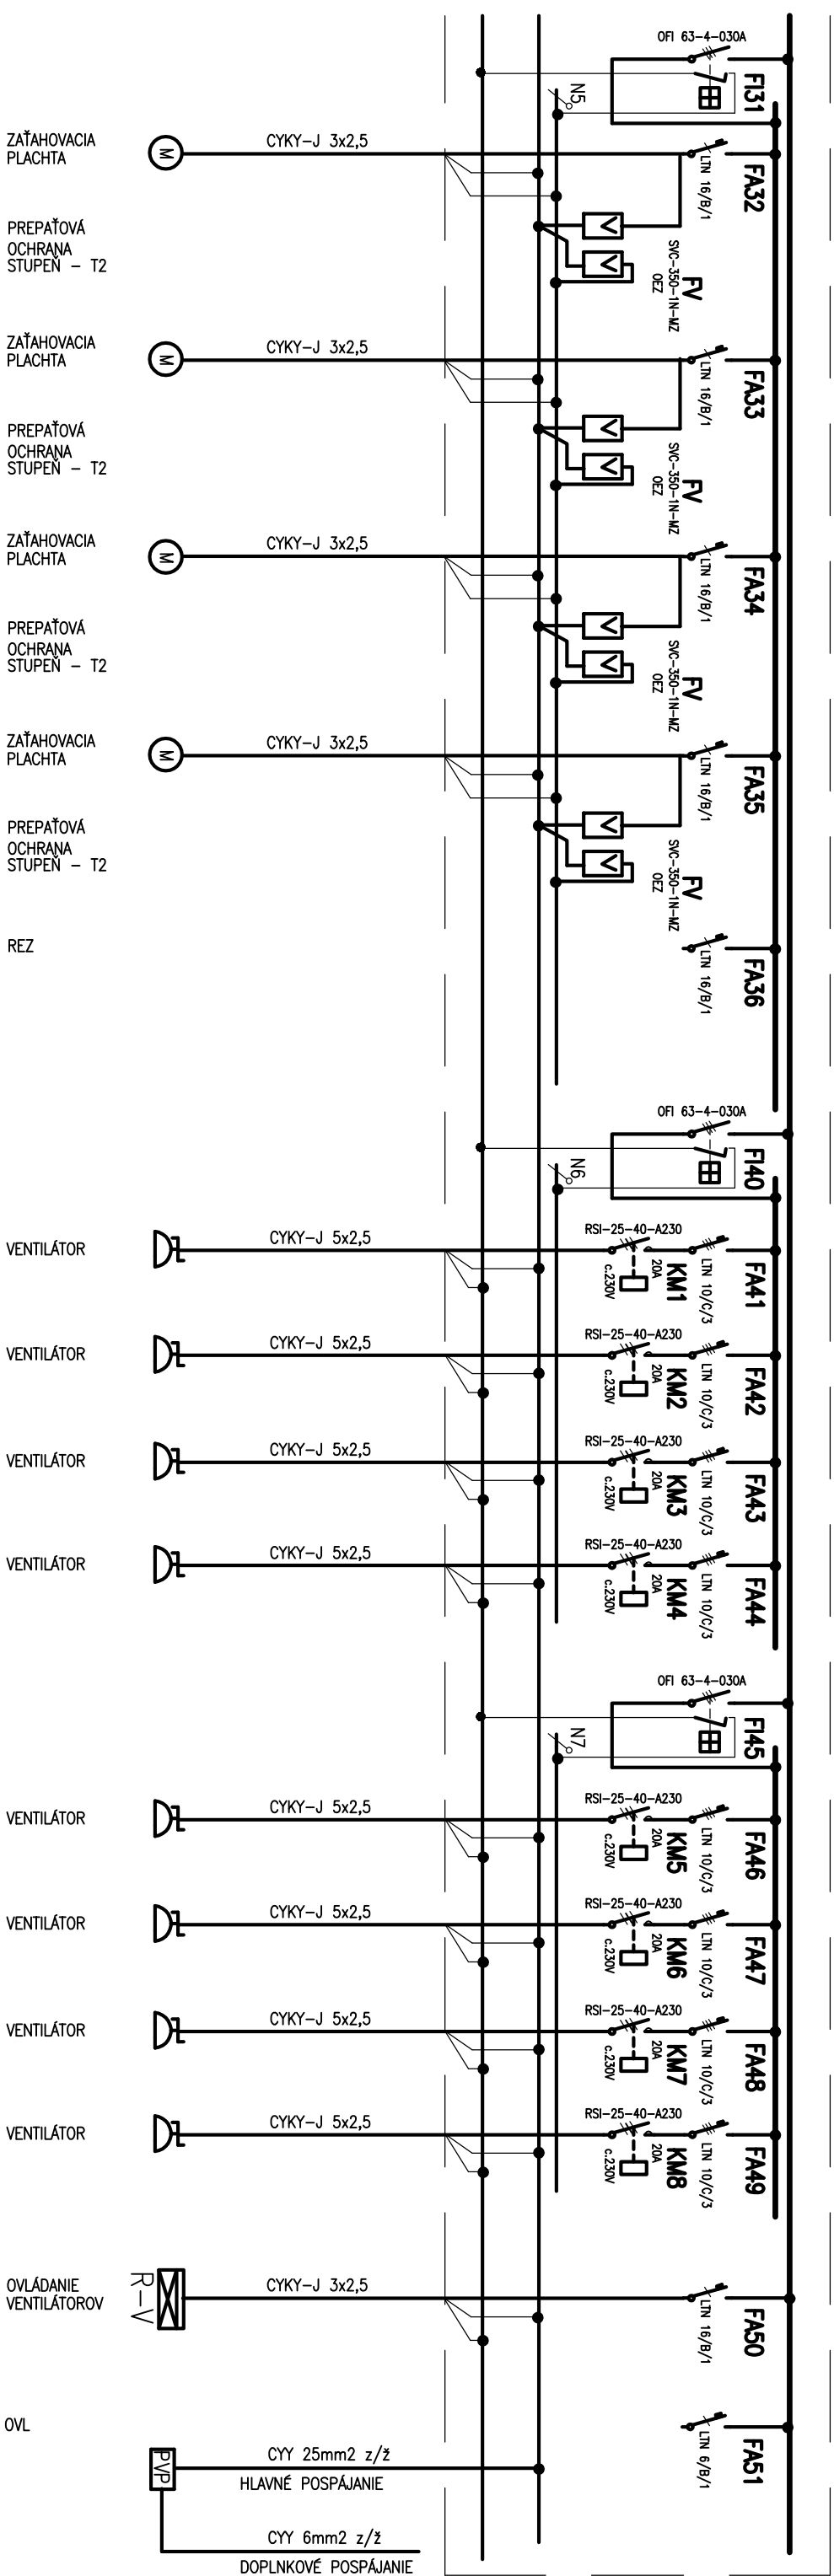 OFI 63-4-030A
FI31
N5
ZAŤAHOVACIA
PLACHTA
M
CYKY-J 3x2,5
LTN 16/B/1
FA32
PREPAŤOVÁ
OCHRANA
STUPEŇ - T2
SVC-350-1N-MZ
OEZ
FV
ZAŤAHOVACIA
PLACHTA
M
CYKY-J 3x2,5
LTN 16/B/1
FA33
PREPAŤOVÁ
OCHRANA
STUPEŇ - T2
SVC-350-1N-MZ
OEZ
FV
ZAŤAHOVACIA
PLACHTA
M
CYKY-J 3x2,5
LTN 16/B/1
FA34
PREPAŤOVÁ
OCHRANA
STUPEŇ - T2
SVC-350-1N-MZ
OEZ
FV
ZAŤAHOVACIA
PLACHTA
M
CYKY-J 3x2,5
LTN 16/B/1
FA35
PREPAŤOVÁ
OCHRANA
STUPEŇ - T2
SVC-350-1N-MZ
OEZ
FV
REZ
LTN 16/B/1
FA36
OFI 63-4-030A
FI40
N6
VENTILÁTOR
CYKY-J 5x2,5
RSI-25-40-A230
c.230V
20A
KM1
LTN 10/C/3
FA41
VENTILÁTOR
CYKY-J 5x2,5
RSI-25-40-A230
c.230V
20A
KM2
LTN 10/C/3
FA42
VENTILÁTOR
CYKY-J 5x2,5
RSI-25-40-A230
c.230V
20A
KM3
LTN 10/C/3
FA43
VENTILÁTOR
CYKY-J 5x2,5
RSI-25-40-A230
c.230V
20A
KM4
LTN 10/C/3
FA44
OFI 63-4-030A
FI45
N7
VENTILÁTOR
CYKY-J 5x2,5
RSI-25-40-A230
c.230V
20A
KM5
LTN 10/C/3
FA46
VENTILÁTOR
CYKY-J 5x2,5
RSI-25-40-A230
c.230V
20A
KM6
LTN 10/C/3
FA47
VENTILÁTOR
CYKY-J 5x2,5
RSI-25-40-A230
c.230V
20A
KM7
LTN 10/C/3
FA48
VENTILÁTOR
CYKY-J 5x2,5
RSI-25-40-A230
c.230V
20A
KM8
LTN 10/C/3
FA49
OVLÁDANIE
VENTILÁTOROV
R-V
CYKY-J 3x2,5
LTN 16/B/1
FA50
OVL
LTN 6/B/1
FA51
PVP
CYY 25mm2 z/ž
HLAVNÉ POSPÁJANIE
CYY 6mm2 z/ž
DOPLNKOVÉ POSPÁJANIE